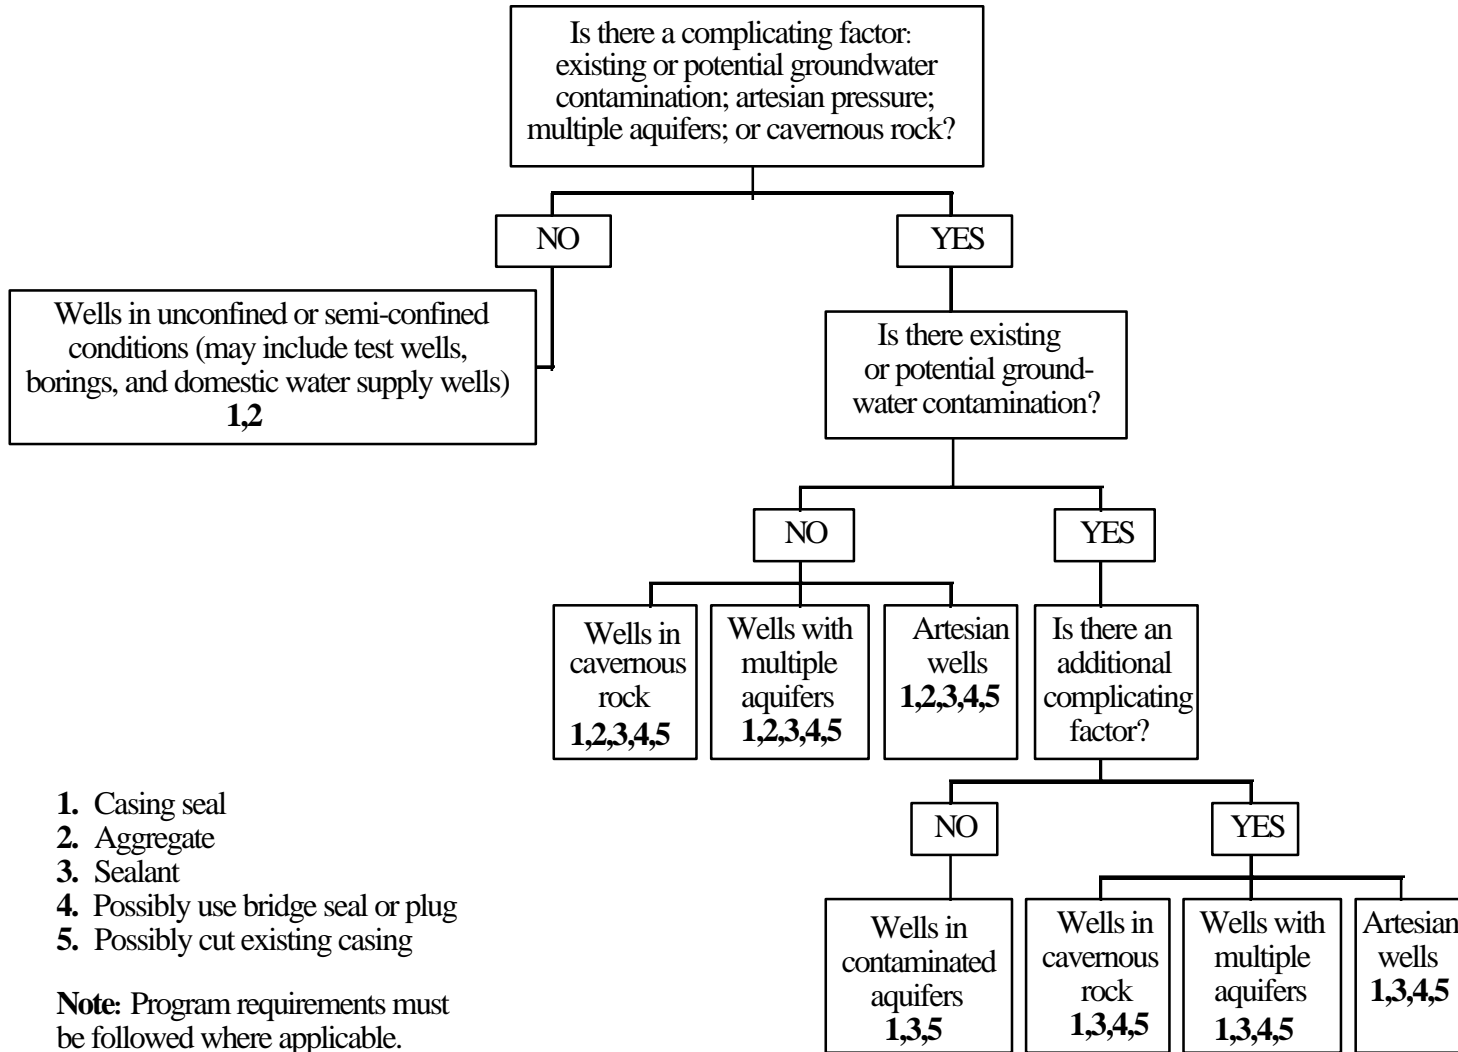 Is there a complicating factor:
existing or potential groundwater
contamination; artesian pressure;
multiple aquifers; or cavernous rock?
NO
YES
Wells in unconfined or semi-confined
conditions (may include test wells,
borings, and domestic water supply wells)
1,2
Is there existing
or potential ground-
water contamination?
NO
YES
Wells in
cavernous
rock
1,2,3,4,5
Wells with
multiple
aquifers
1,2,3,4,5
Artesian
wells
1,2,3,4,5
Is there an
additional
complicating
factor?
NO
YES
Wells in
contaminated
aquifers
1,3,5
Wells in
cavernous
rock
1,3,4,5
Wells with
multiple
aquifers
1,3,4,5
Artesian
wells
1,3,4,5
1. Casing seal
2. Aggregate
3. Sealant
4. Possibly use bridge seal or plug
5. Possibly cut existing casing
Note: Program requirements must
be followed where applicable.